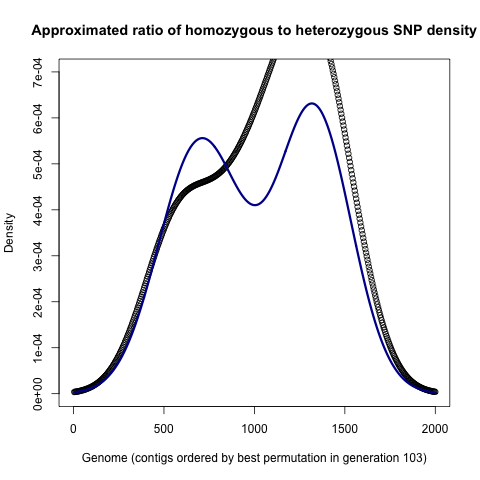 Approximated ratio of homozygous to heterozygous SNP density
7e-04
6e-04
5e-04
4e-04
3e-04
2e-04
1e-04
0e+00
Density
0 500 1000 1500 2000
Genome (contigs ordered by best permutation in generation 103)